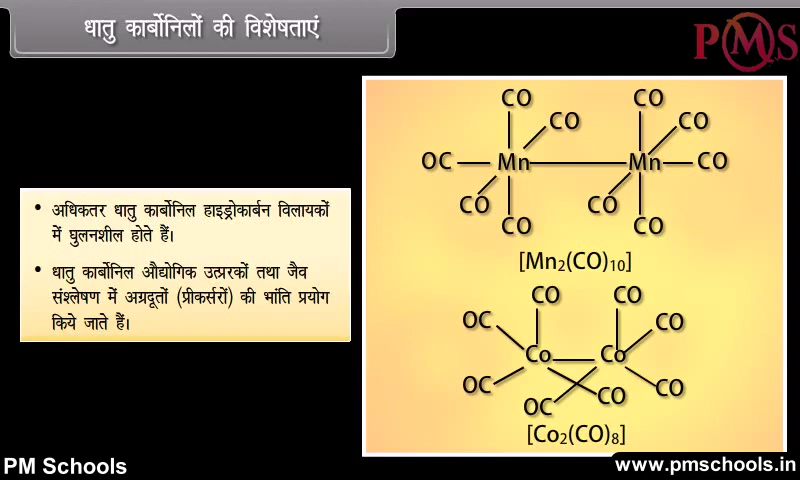 धातु कार्बोनिलों की विशेषताएं
PMS
• अधिकतर धातु कार्बोनिल हाइड्रोकार्बन विलायकों
में घुलनशील होते हैं।
• धातु कार्बोनिल औद्योगिक उत्प्ररकों तथा जैव
संश्लेषण में अग्रदूतों (प्रीकर्सरों) की भांति प्रयोग
किये जाते हैं।
CO CO
CO CO
OC Mn Mn CO
CO CO
CO CO
[Mn₂(CO)₁₀]
CO CO
OC CO
Co Co
OC CO CO
OC
[Co₂(CO)₈]
PM Schools
www.pmschools.in